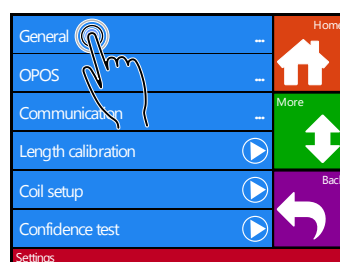 General ...
Home
OPOS ...
Communication ...
More
Length calibration
Coil setup
Back
Confidence test
Settings